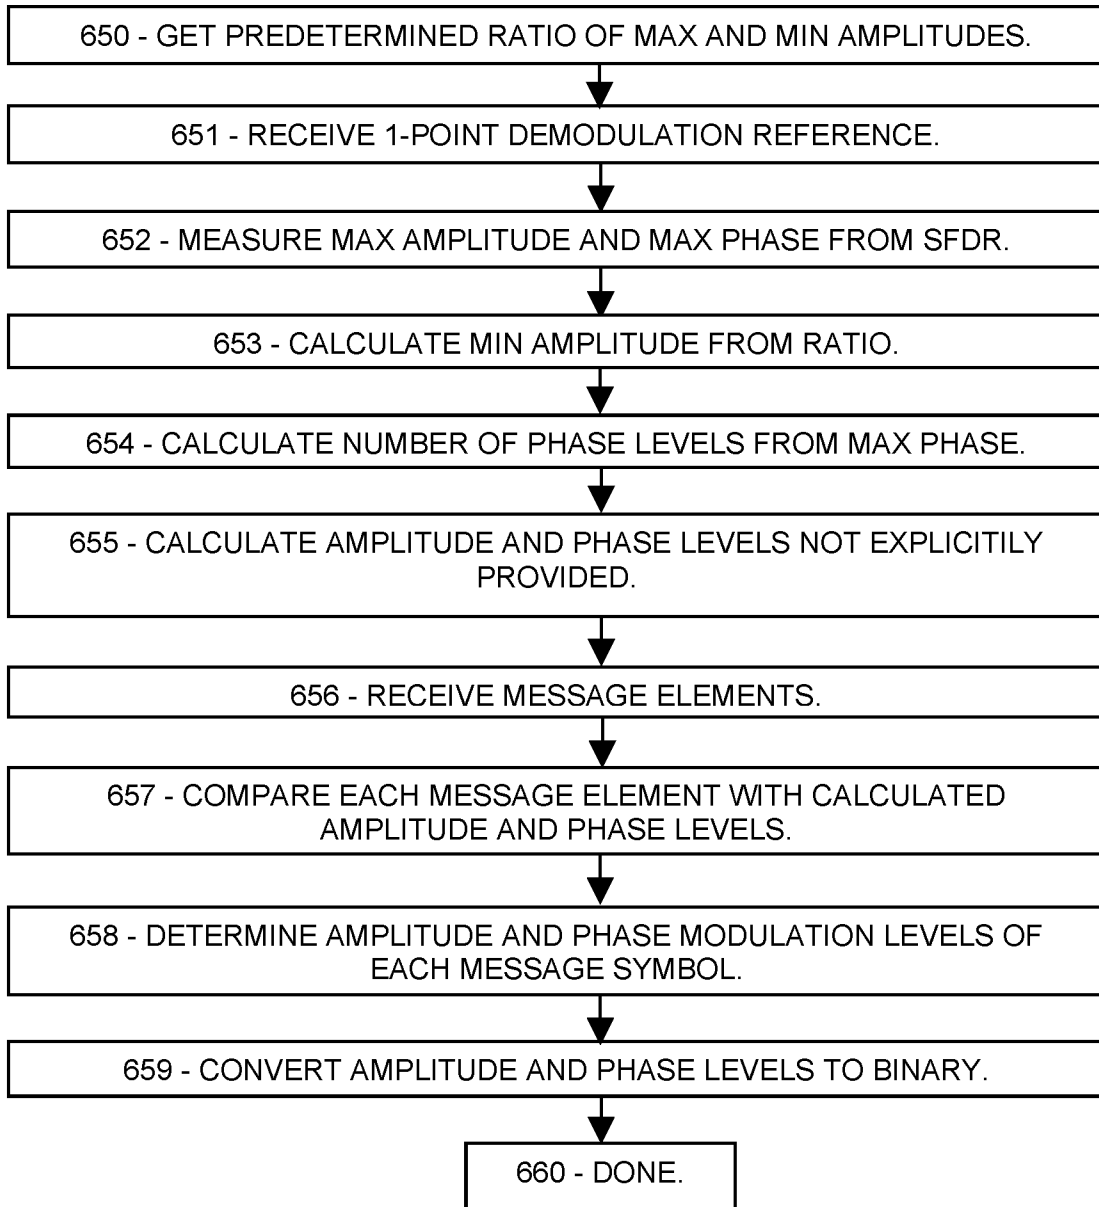 650 - GET PREDETERMINED RATIO OF MAX AND MIN AMPLITUDES.
651 - RECEIVE 1-POINT DEMODULATION REFERENCE.
652 - MEASURE MAX AMPLITUDE AND MAX PHASE FROM SFDR.
653 - CALCULATE MIN AMPLITUDE FROM RATIO.
654 - CALCULATE NUMBER OF PHASE LEVELS FROM MAX PHASE.
655 - CALCULATE AMPLITUDE AND PHASE LEVELS NOT EXPLICITILY
PROVIDED.
656 - RECEIVE MESSAGE ELEMENTS.
657 - COMPARE EACH MESSAGE ELEMENT WITH CALCULATED
AMPLITUDE AND PHASE LEVELS.
658 - DETERMINE AMPLITUDE AND PHASE MODULATION LEVELS OF
EACH MESSAGE SYMBOL.
659 - CONVERT AMPLITUDE AND PHASE LEVELS TO BINARY.
660 - DONE.